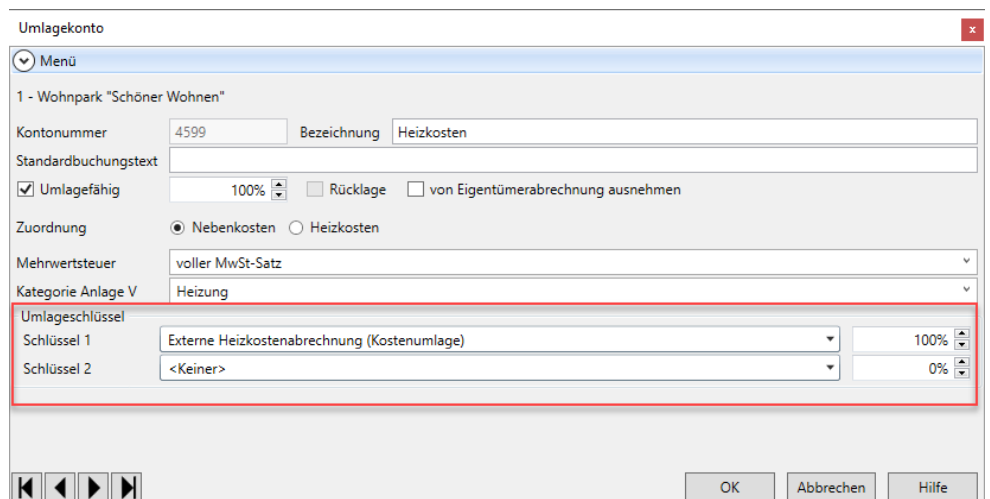 Umlagekonto x
Menü
1 - Wohnpark "Schöner Wohnen"
Kontonummer 4599 Bezeichnung Heizkosten
Standardbuchungstext
Umlagefähig 100% Rücklage von Eigentümerabrechnung ausnehmen
Zuordnung Nebenkosten Heizkosten
Mehrwertsteuer voller MwSt-Satz
Kategorie Anlage V Heizung
Umlageschlüssel
Schlüssel 1 Externe Heizkostenabrechnung (Kostenumlage) 100%
Schlüssel 2 <Keiner> 0%
OK Abbrechen Hilfe